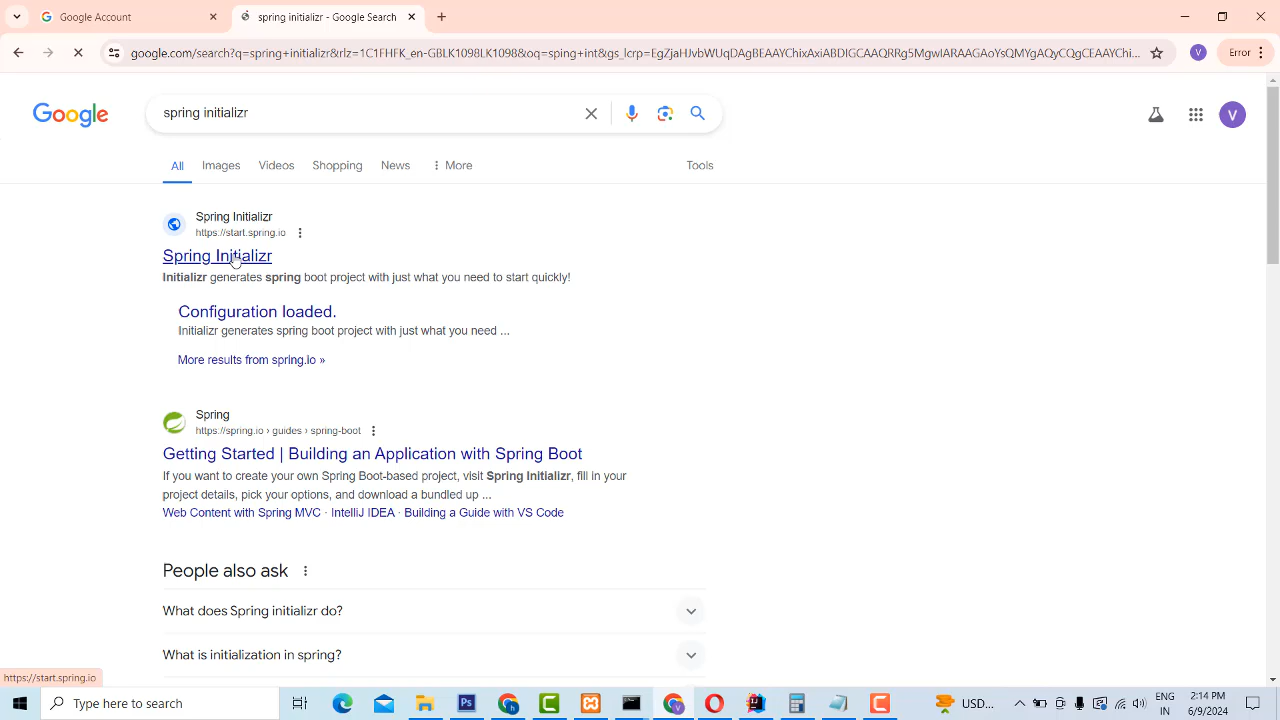 Google Account
spring initializr - Google Search
google.com/search?q=spring+initializr&rlz=1C1FHFK_en-GBLK1098LK1098&oq=sping+int&gs_lcrp=EgZjaHJvbWUqDAgBEAAYChixAxiABDIGCAAQRRg5MgwIARAAGAoYsQMYgAQyCQgCEAAYChi...
V
Error
Google
spring initializr
V
All
Images
Videos
Shopping
News
More
Tools
Spring Initializr
https://start.spring.io
Spring Initializr
Initializr generates spring boot project with just what you need to start quickly!
Configuration loaded.
Initializr generates spring boot project with just what you need ...
More results from spring.io »
Spring
https://spring.io › guides › spring-boot
Getting Started | Building an Application with Spring Boot
If you want to create your own Spring Boot-based project, visit Spring Initializr, fill in your
project details, pick your options, and download a bundled up ...
Web Content with Spring MVC · IntelliJ IDEA · Building a Guide with VS Code
People also ask
What does Spring initializr do?
What is initialization in spring?
https://start.spring.io
Type here to search
Ps
USD...
ENG
IN
2:14 PM
6/9/2024